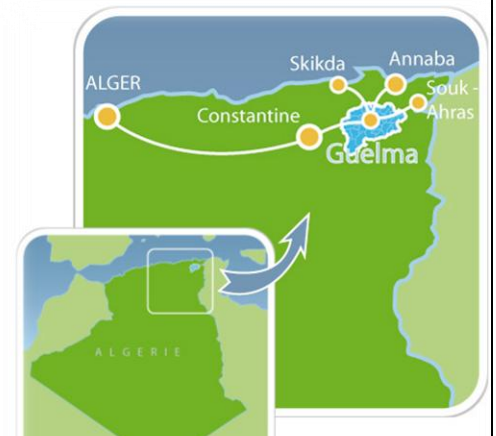 Skikda
Annaba
ALGER
Souk -
Ahras
Constantine
Guelma
ALGERIE